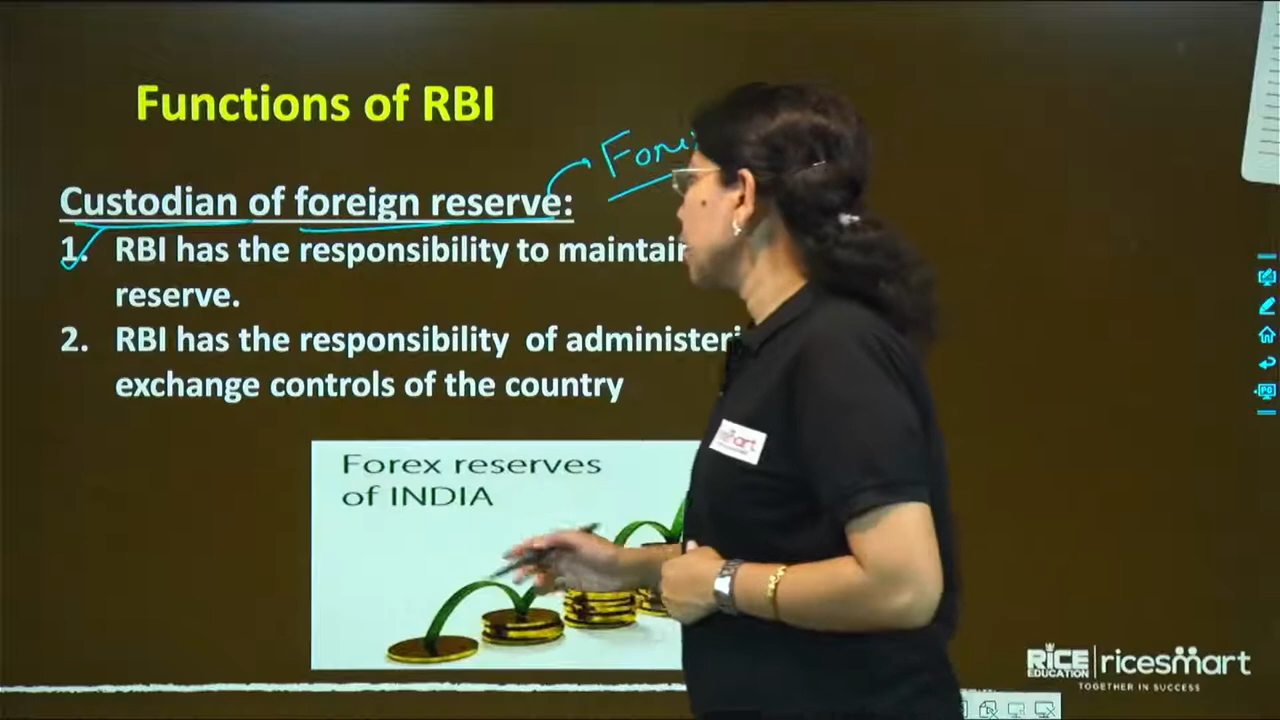 Functions of RBI
Custodian of foreign reserve:
1. RBI has the responsibility to maintain
reserve.
2. RBI has the responsibility of administeri
exchange controls of the country
Forex reserves
of INDIA
RICE
EDUCATION
ricesmart
TOGETHER IN SUCCESS